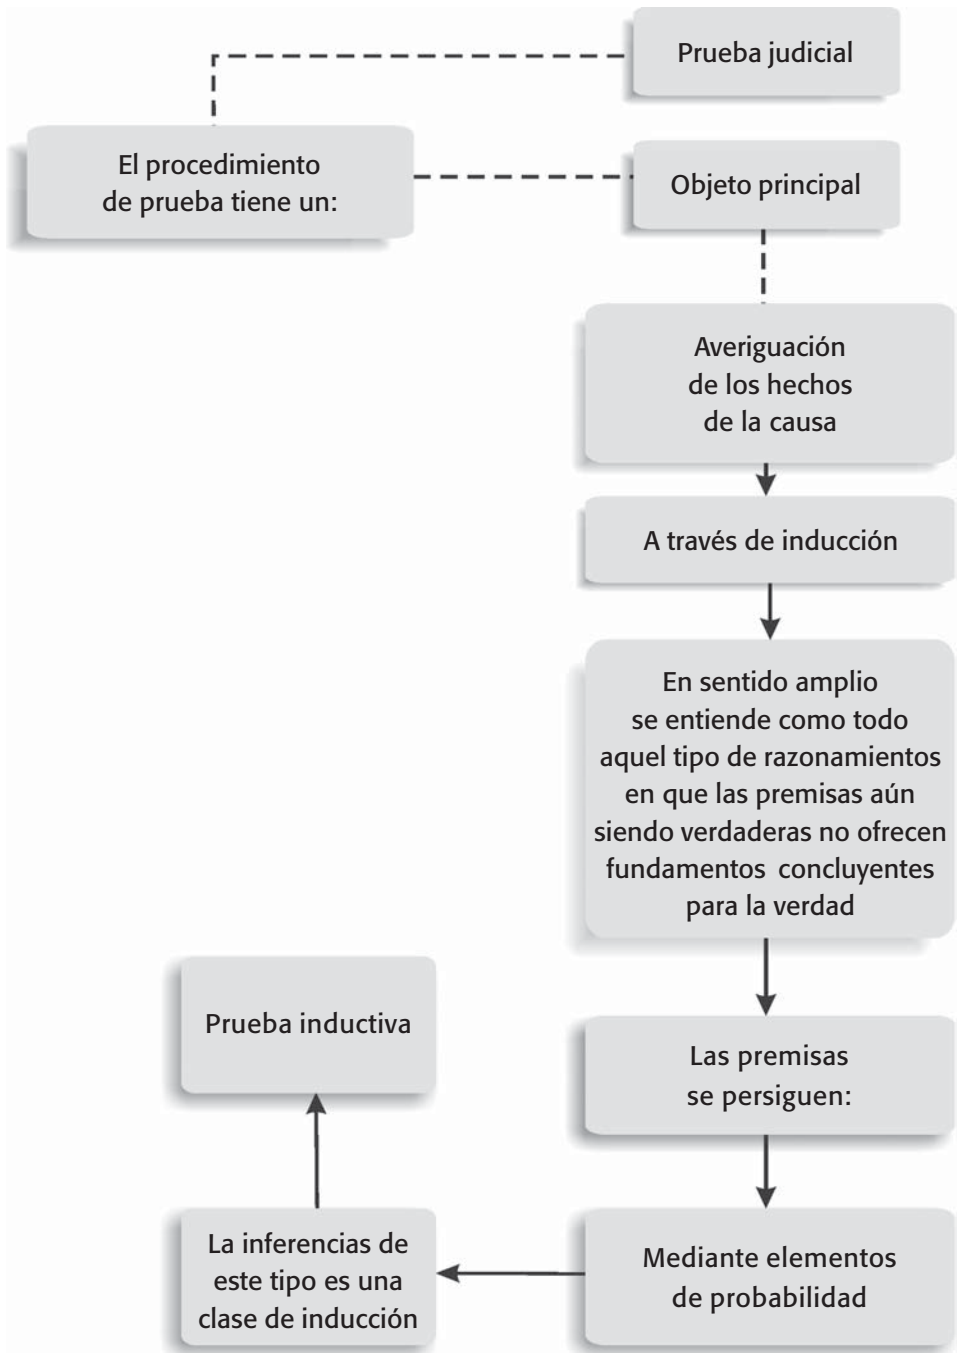 Prueba judicial
El procedimiento
de prueba tiene un:
Objeto principal
Averiguación
de los hechos
de la causa
A través de inducción
En sentido amplio
se entiende como todo
aquel tipo de razonamientos
en que las premisas aún
siendo verdaderas no ofrecen
fundamentos concluyentes
para la verdad
Las premisas
se persiguen:
Mediante elementos
de probabilidad
La inferencias de
este tipo es una
clase de inducción
Prueba inductiva